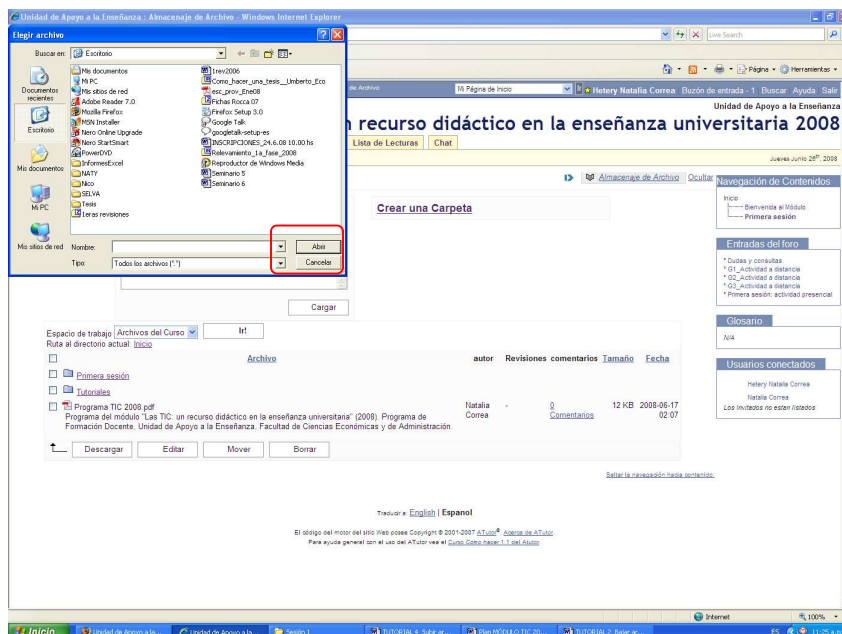 Unidad de Apoyo a la Enseñanza : Almacenaje de Archivo - Windows Internet Explorer
Elegir archivo
Live Search
Buscar en: Escritorio
Página
Herramientas
Documentos recientes
Escritorio
Mis documentos
Mi PC
Mis sitios de red
Mis documentos
Mi PC
Mis sitios de red
Adobe Reader 7.0
Mozilla Firefox
MSN Installer
Nero Online Upgrade
Nero StartSmart
PowerDVD
InformesExcel
NATY
Nico
SELVA
Tesis
1eras revisiones
1rev2006
Como_hacer_una_tesis__Umberto_Eco
esc_prov_Ene08
Fichas Rocca 07
Firefox Setup 3.0
Google Talk
googletalk-setup-es
INSCRIPCIONES_24.6.08 10.00 hs
Relevamiento_1a_fase_2008
Reproductor de Windows Media
Seminario 5
Seminario 6
Nombre: Abrir
Tipo: Todos los archivos (*.*) Cancelar
de Archivo
Mi Página de Inicio
Hetery Natalia Correa Buzón de entrada - 1 Buscar Ayuda Salir
Unidad de Apoyo a la Enseñanza
recurso didáctico en la enseñanza universitaria 2008
Lista de Lecturas Chat
Jueves Junio 26th, 2008
Almacenaje de Archivo Ocultar
Crear una Carpeta
Navegación de Contenidos
Inicio
Bienvenida al Módulo
Primera sesión
Entradas del foro
* Dudas y consultas
* G1_Actividad a distancia
* G2_Actividad a distancia
* G3_Actividad a distancia
* Primera sesión: actividad presencial
Glosario
N/A
Usuarios conectados
Hetery Natalia Correa
Natalia Correa
Los invitados no estan listados
Cargar
Espacio de trabajo Archivos del Curso Ir!
Ruta al directorio actual: Inicio
Archivo autor Revisiones comentarios Tamaño Fecha
Primera sesión
Tutoriales
Programa TIC 2008.pdf Natalia Correa - 0 Comentarios 12 KB 2008-06-17 02:07
Programa del módulo "Las TIC: un recurso didáctico en la enseñanza universitaria" (2008). Programa de
Formación Docente. Unidad de Apoyo a la Enseñanza. Facultad de Ciencias Económicas y de Administración.
Descargar Editar Mover Borrar
Saltar la navegación hacia contenido.
Traducir a: English | Espanol
El código del motor del sitio Web posee Copyright © 2001-2007 ATutor® Acerca de ATutor
Para ayuda general con el uso del ATutor vea el Curso Como hacer 1.1 del Atutor
Internet 100%
Inicio Unidad de Apoyo a la ... Unidad de Apoyo a la ... Sesión 1 TUTORIAL 4_Subir ar... Plan MÓDULO TIC 20... TUTORIAL 2_Bajar ar... ES 11:25 a.m.